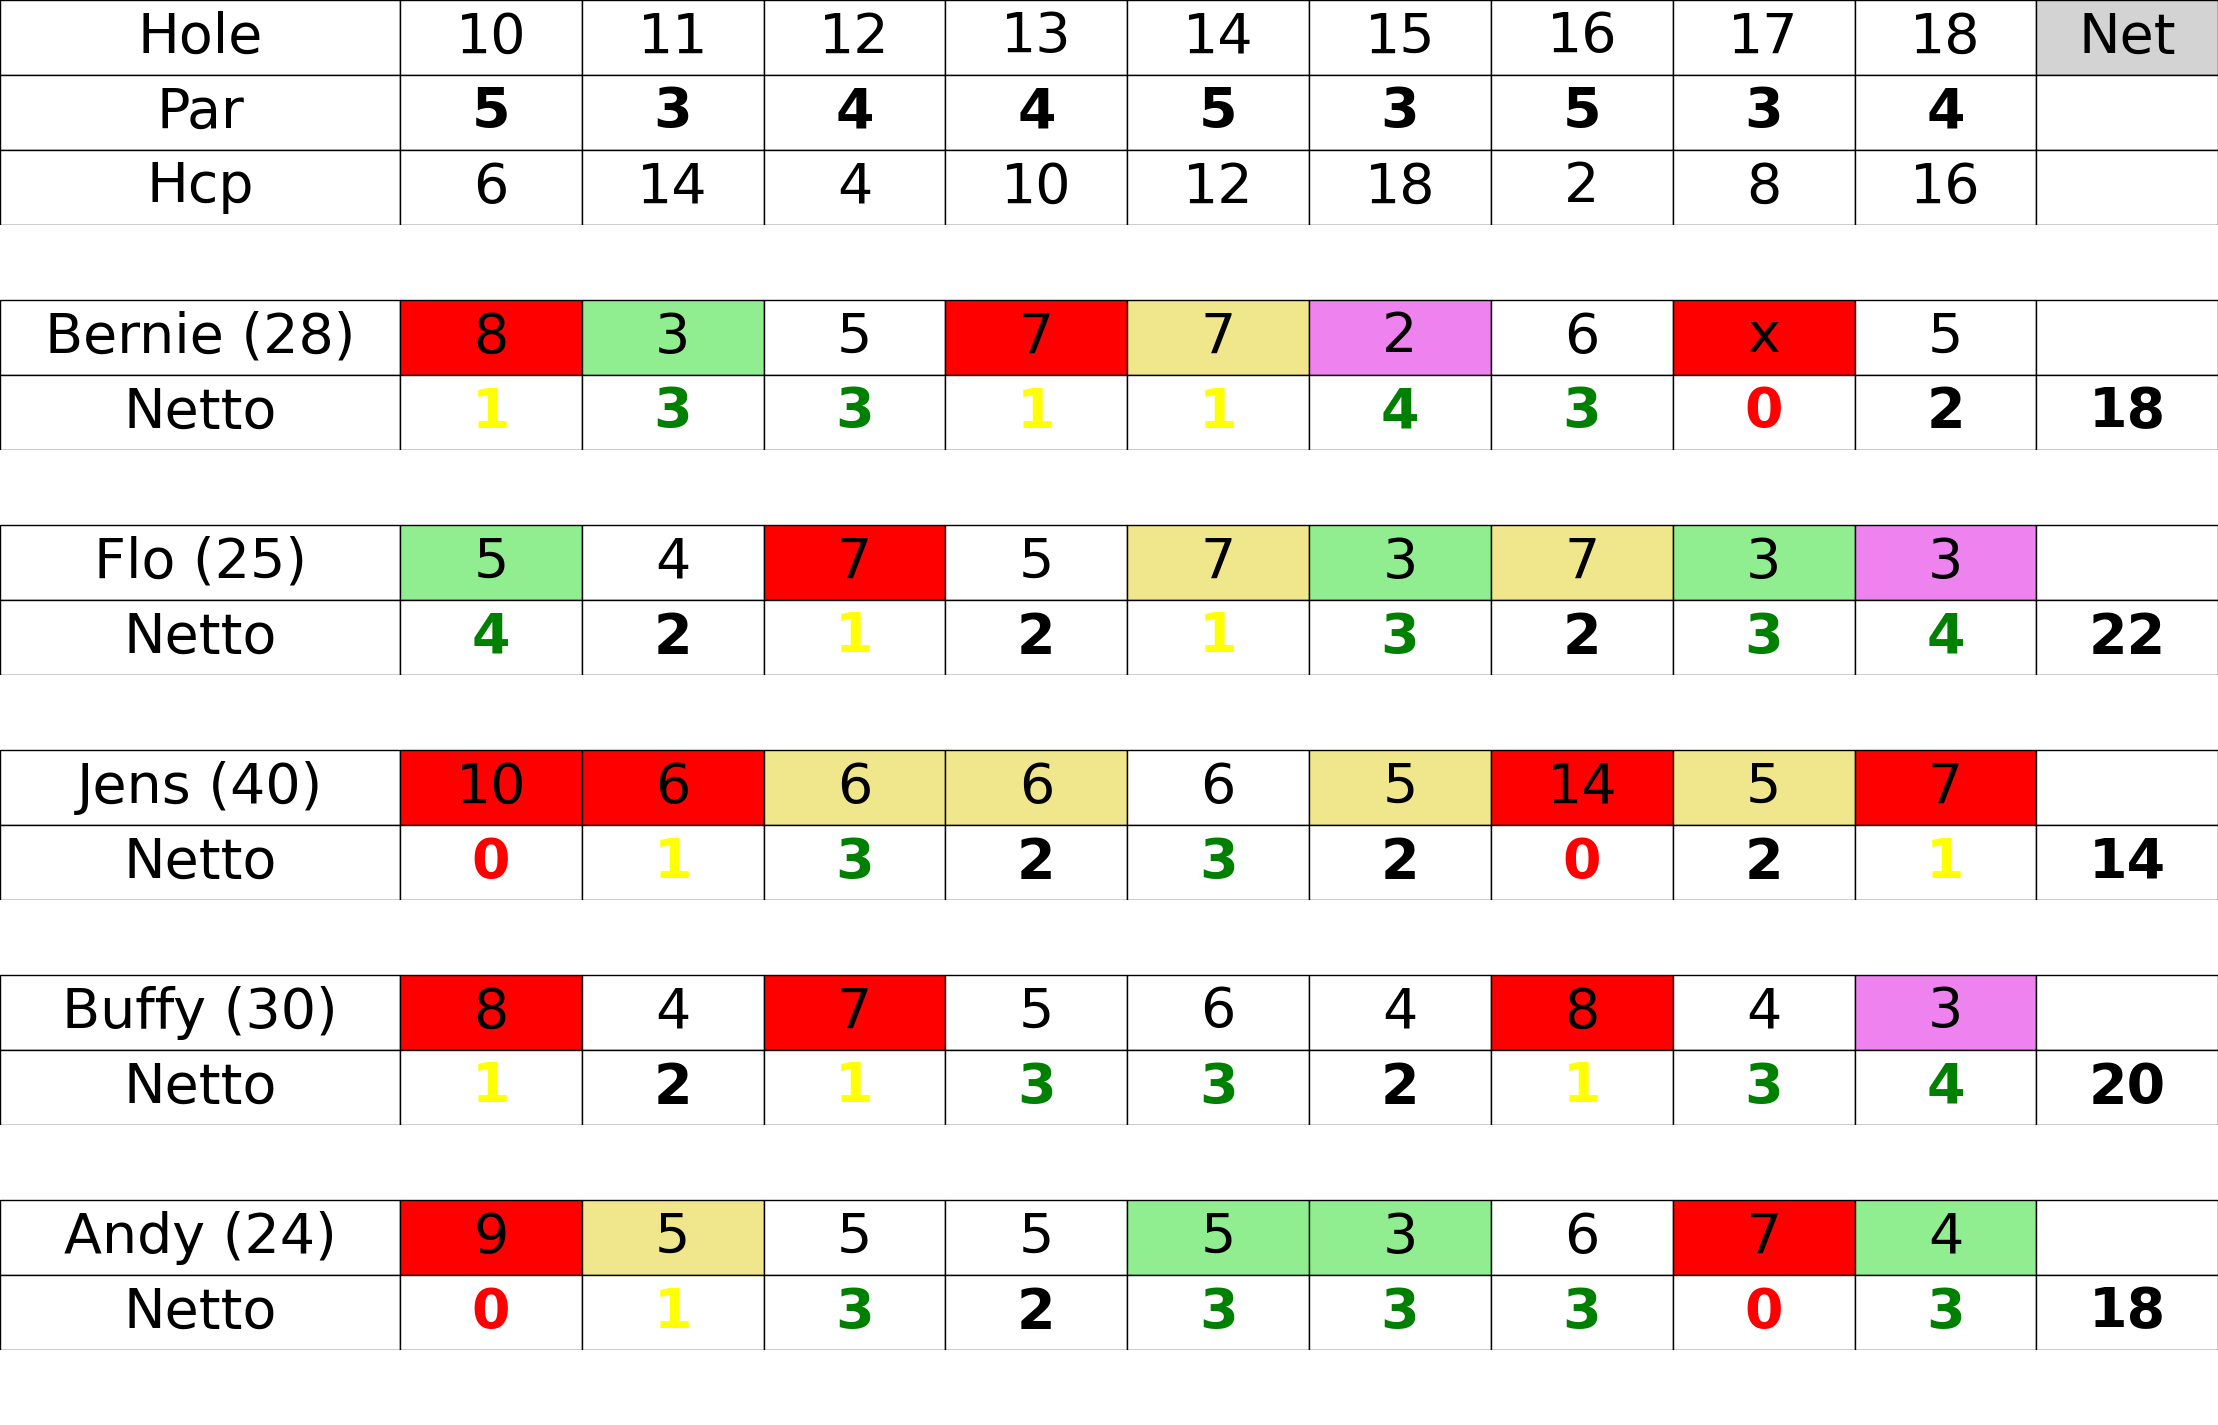 Hole 10 11 12 13 14 15 16 17 18 Net
Par 5 3 4 4 5 3 5 3 4
Hcp 6 14 4 10 12 18 2 8 16
Bernie (28) 8 3 5 7 7 2 6 x 5
Netto 1 3 3 1 1 4 3 0 2 18
Flo (25) 5 4 7 5 7 3 7 3 3
Netto 4 2 1 2 1 3 2 3 4 22
Jens (40) 10 6 6 6 6 5 14 5 7
Netto 0 1 3 2 3 2 0 2 1 14
Buffy (30) 8 4 7 5 6 4 8 4 3
Netto 1 2 1 3 3 2 1 3 4 20
Andy (24) 9 5 5 5 5 3 6 7 4
Netto 0 1 3 2 3 3 3 0 3 18